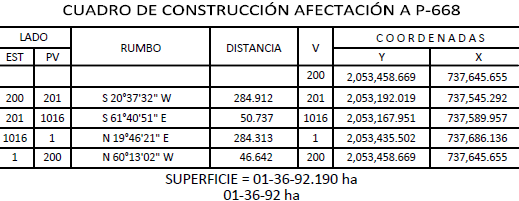 CUADRO DE CONSTRUCCIÓN AFECTACIÓN A P-668
LADO RUMBO DISTANCIA V COORDENADAS
EST PV Y X
200 2,053,458.669 737,645.655
200 201 S 20°37'32" W 284.912 201 2,053,192.019 737,545.292
201 1016 S 61°40'51" E 50.737 1016 2,053,167.951 737,589.957
1016 1 N 19°46'21" E 284.313 1 2,053,435.502 737,686.136
1 200 N 60°13'02" W 46.642 200 2,053,458.669 737,645.655
SUPERFICIE = 01-36-92.190 ha
01-36-92 ha